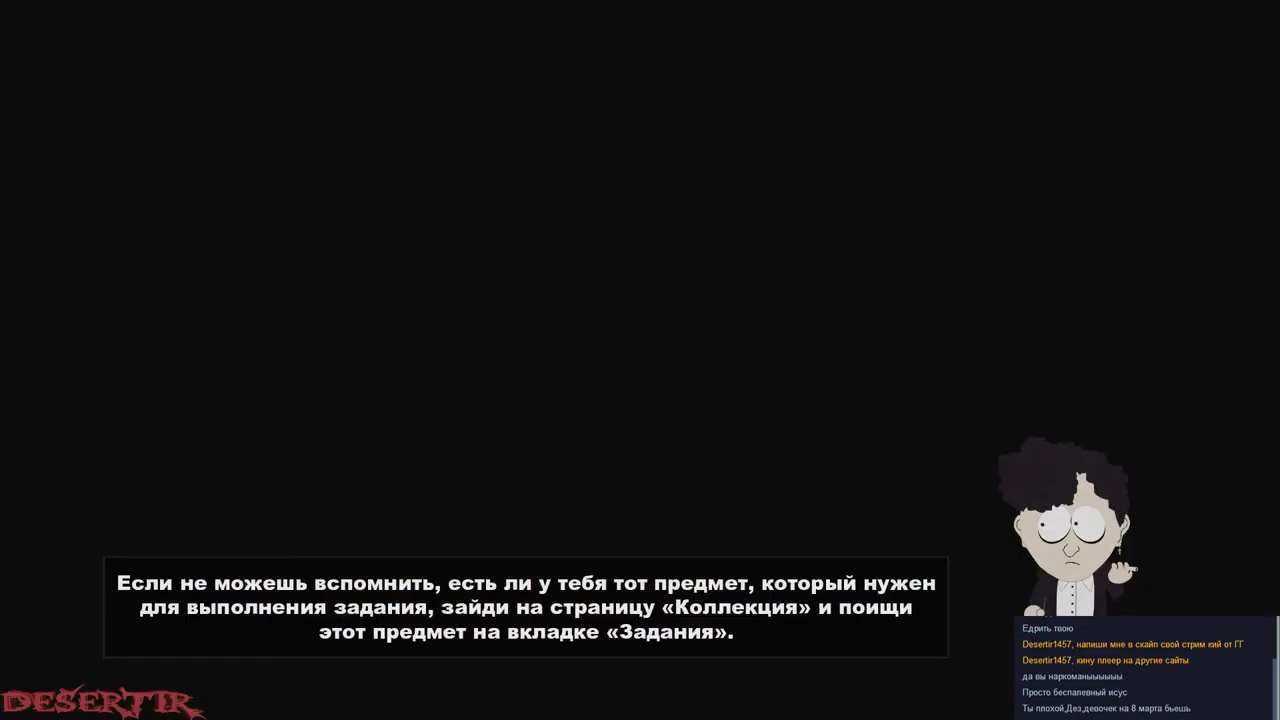 Если не можешь вспомнить, есть ли у тебя тот предмет, который нужен
для выполнения задания, зайди на страницу «Коллекция» и поищи
этот предмет на вкладке «Задания».
Едрить твою
Desertir1457, напиши мне в скайп свой стрим кий от ГГ
Desertir1457, кину плеер на другие сайты
да вы наркоманыыыыыы
Просто беспалевный исус
Ты плохой,Дез,девочек на 8 марта бьешь
DESERTIR